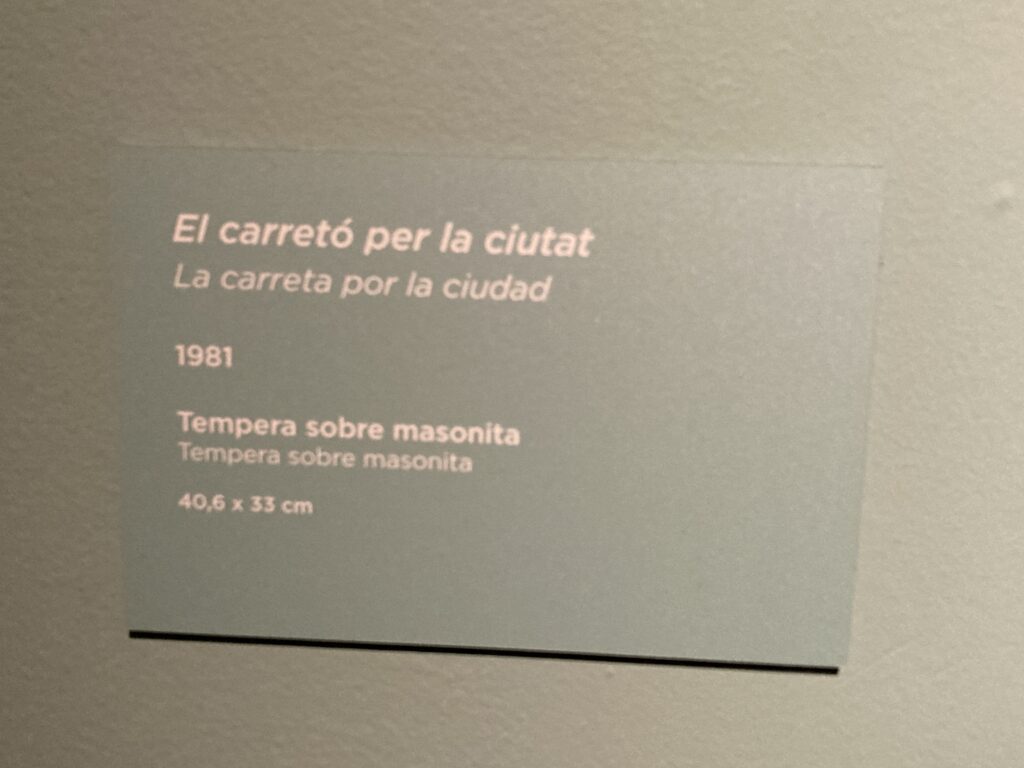 El carretó per la ciutat
La carreta por la ciudad
1981
Tempera sobre masonita
Tempera sobre masonita
40,6 x 33 cm